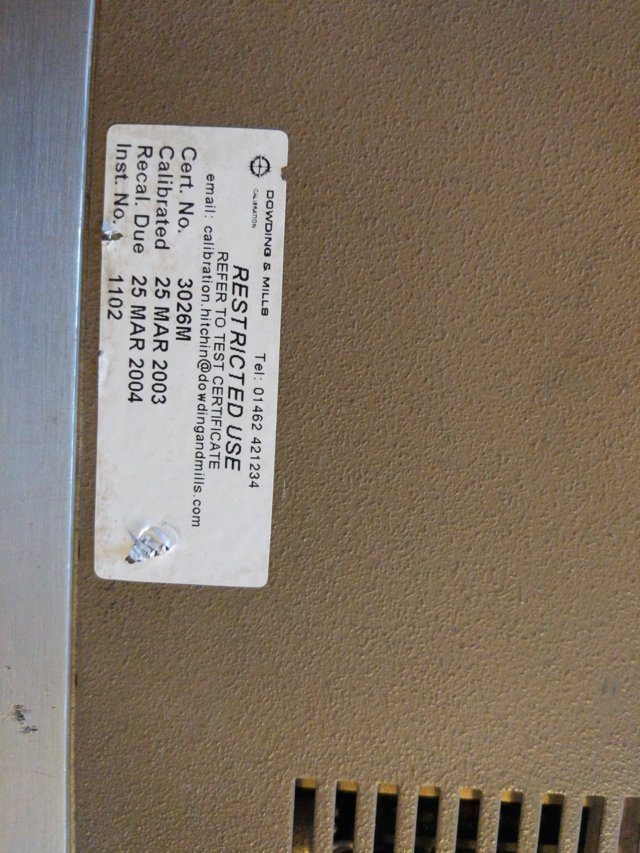 DOWDING & MILLS Tel: 01462 421234
CALIBRATION
RESTRICTED USE
REFER TO TEST CERTIFICATE
email: calibration.hitchin@dowdingandmills.com
Cert. No. 3026M
Calibrated 25 MAR 2003
Recal. Due 25 MAR 2004
Inst. No. 1102